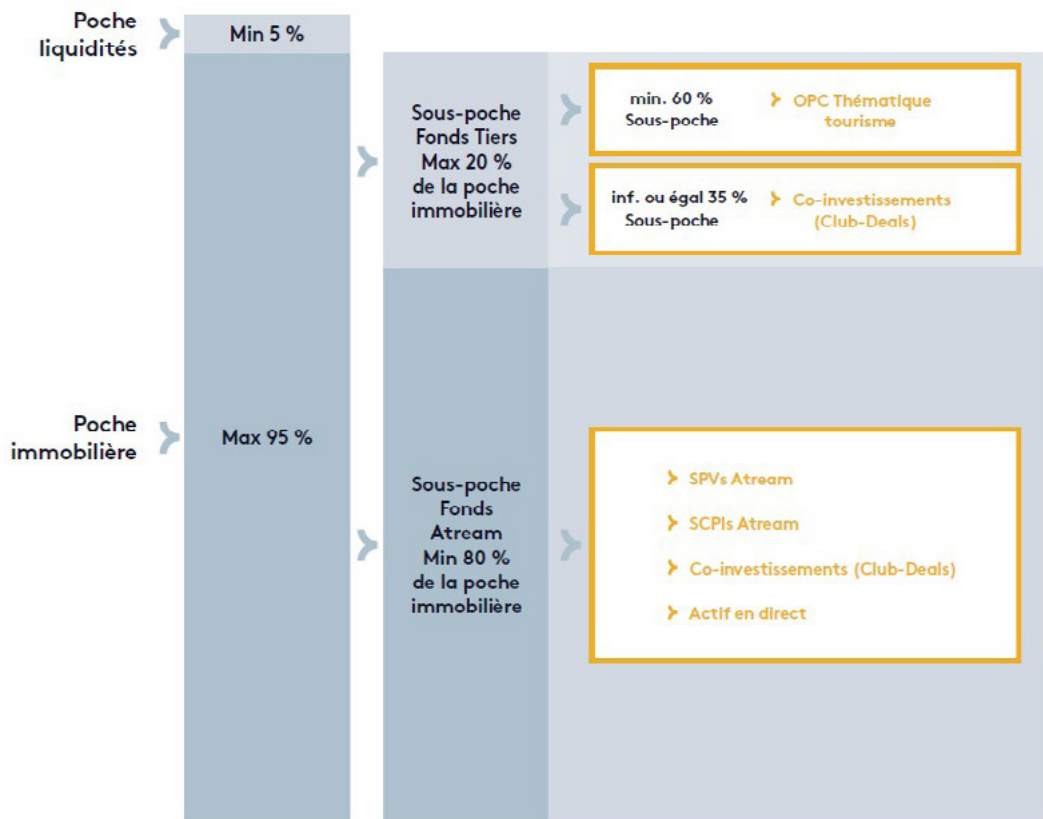 Poche
liquidités
Min 5 %
Sous-poche
Fonds Tiers
Max 20 %
de la poche
immobilière
min. 60 %
Sous-poche
OPC Thématique
tourisme
inf. ou égal 35 %
Sous-poche
Co-investissements
(Club-Deals)
Poche
immobilière
Max 95 %
Sous-poche
Fonds
Atream
Min 80 %
de la poche
immobilière
SPVs Atream
SCPIs Atream
Co-investissements (Club-Deals)
Actif en direct